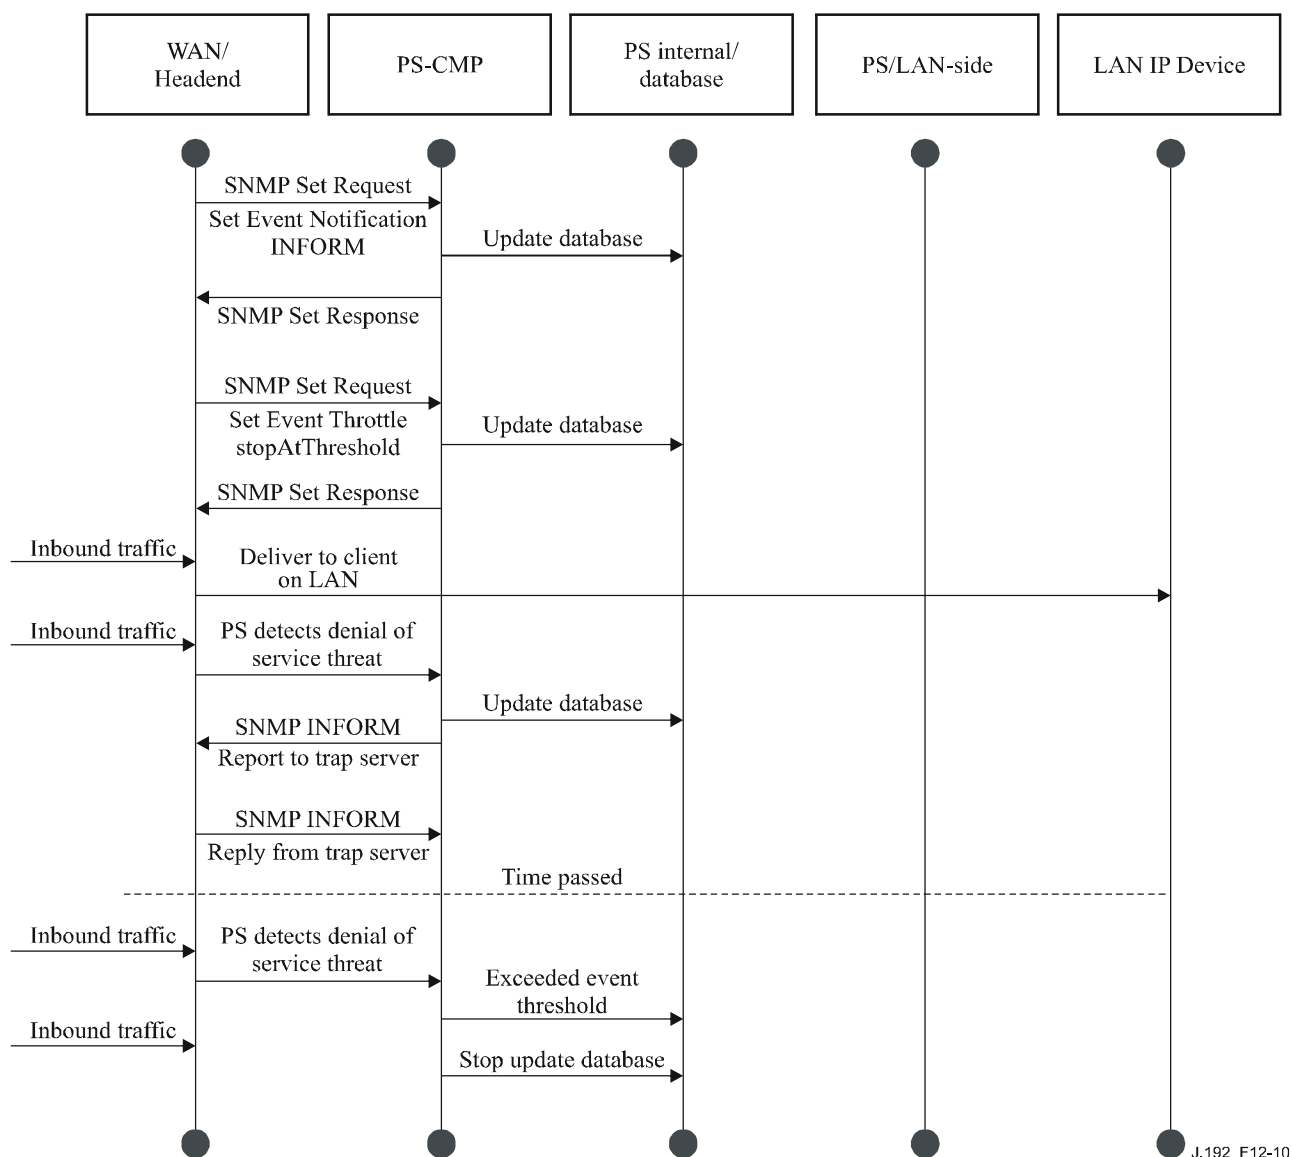 WAN/
Headend
PS-CMP
PS internal/
database
PS/LAN-side
LAN IP Device
SNMP Set Request
Set Event Notification
INFORM
Update database
SNMP Set Response
SNMP Set Request
Set Event Throttle
stopAtThreshold
Update database
SNMP Set Response
Inbound traffic
Deliver to client
on LAN
Inbound traffic
PS detects denial of
service threat
Update database
SNMP INFORM
Report to trap server
SNMP INFORM
Reply from trap server
Time passed
Inbound traffic
PS detects denial of
service threat
Exceeded event
threshold
Inbound traffic
Stop update database
J.192_F12-10